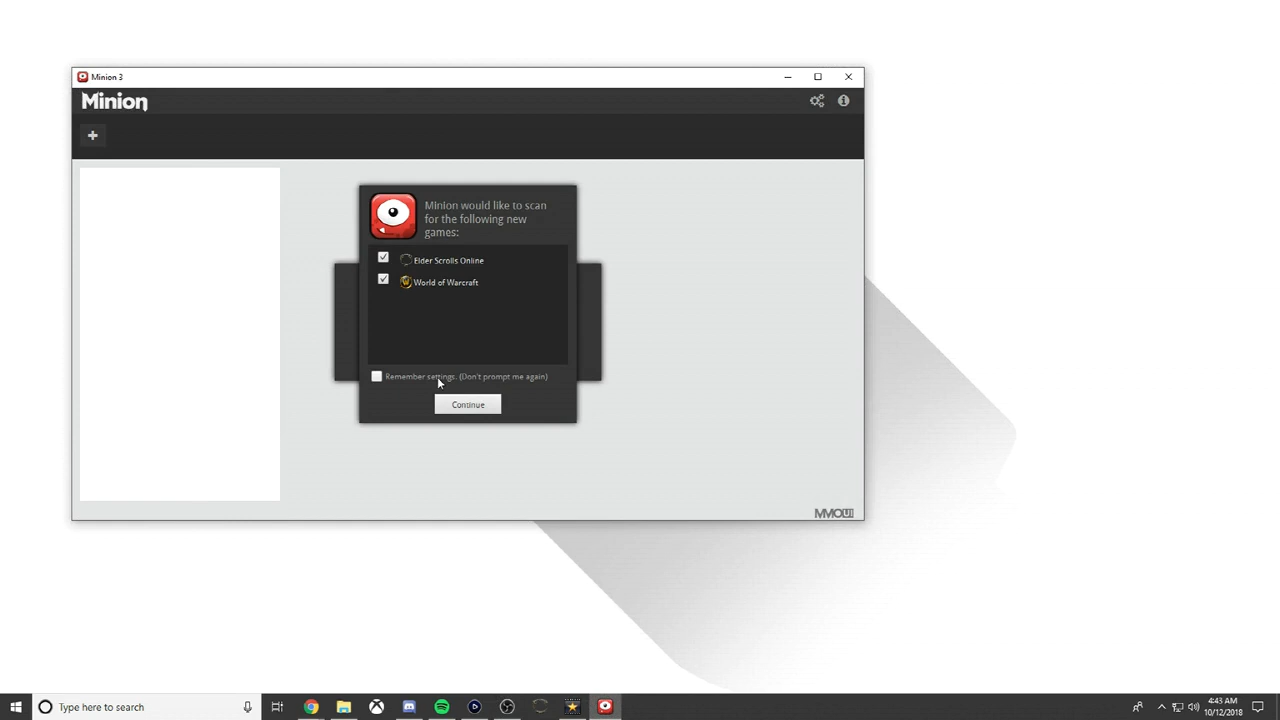 Minion 3
Minion
Minion would like to scan
for the following new
games:
Elder Scrolls Online
World of Warcraft
Remember settings. (Don't prompt me again)
Continue
MMOUI
Type here to search
4:43 AM
10/12/2018